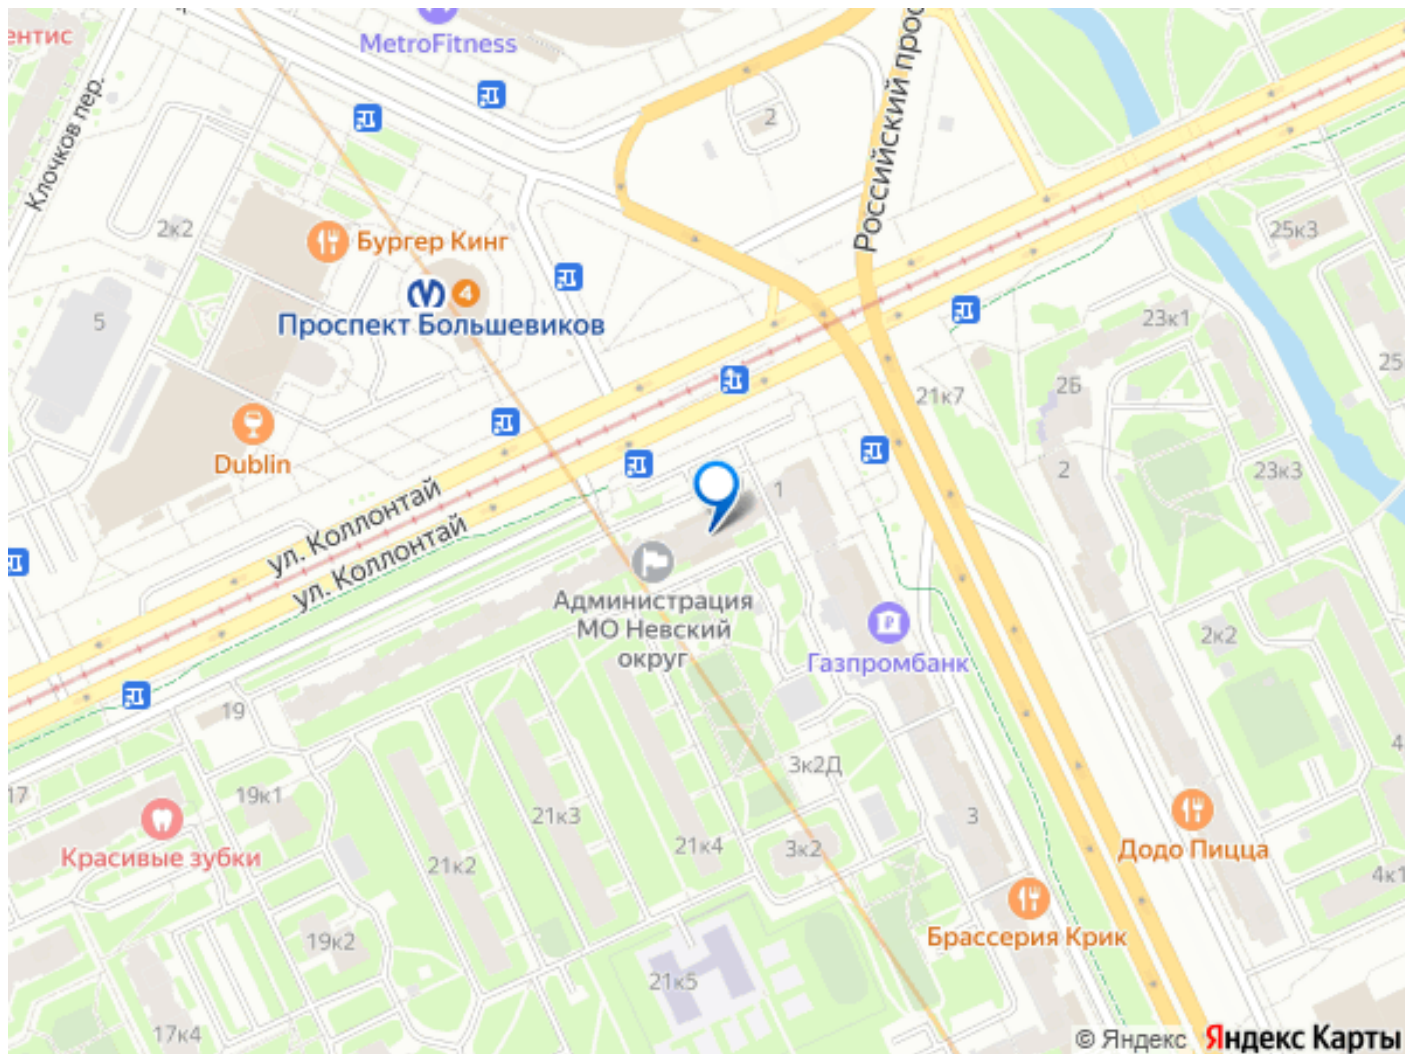 MetroFitness
ентис
Клочков пер.
Российский прос
2
2к2
Бургер Кинг
25к3
4
Проспект Большевиков
5
23к1
25
2Б
21к7
Dublin
2
23к3
1
ул. Коллонтай
ул. Коллонтай
Администрация
МО Невский
округ
Газпромбанк
2к2
19
4
3к2Д
17
19к1
21к3
3
Красивые зубки
21к2
21к4
3к2
Додо Пицца
4к1
19к2
Брассерия Крик
21к5
17к4
© Яндекс Яндекс Карты